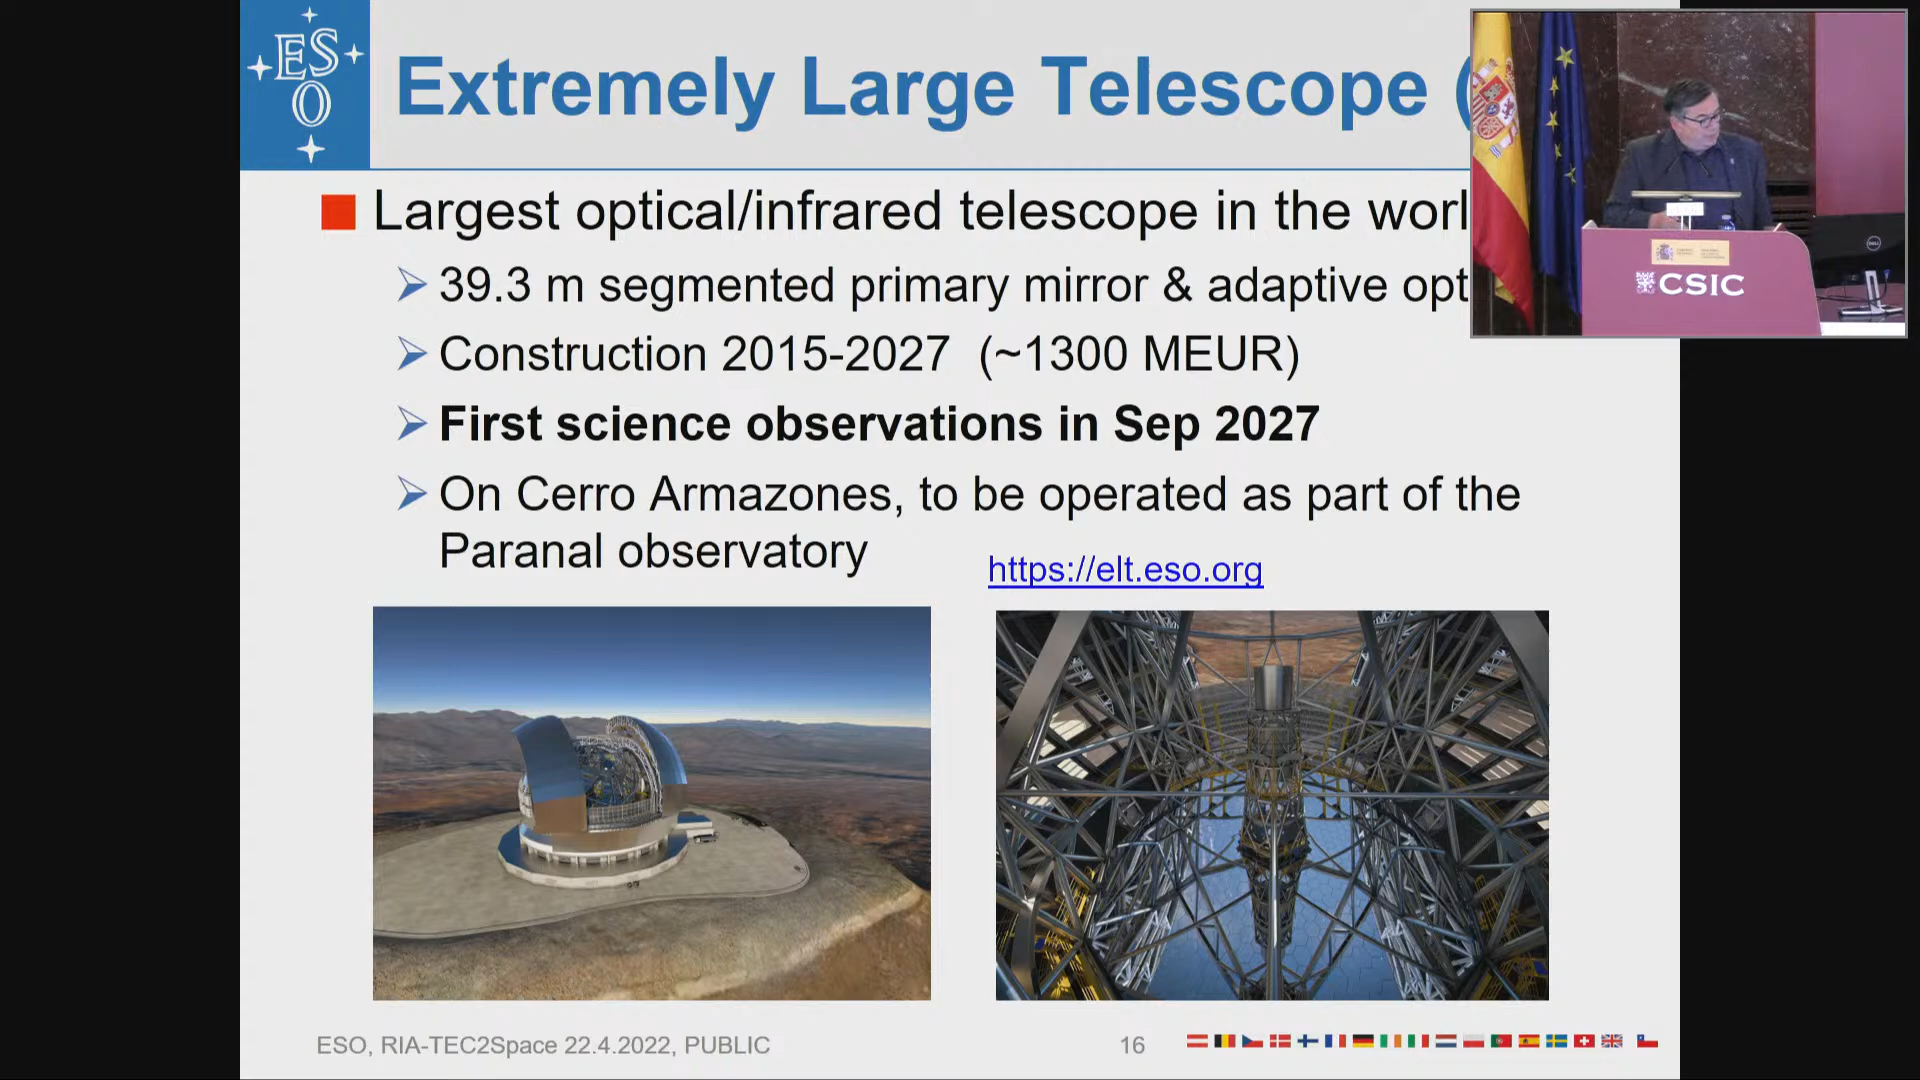 ESO
Extremely Large Telescope (
Largest optical/infrared telescope in the worl
39.3 m segmented primary mirror & adaptive opt
Construction 2015-2027 (~1300 MEUR)
First science observations in Sep 2027
On Cerro Armazones, to be operated as part of the
Paranal observatory
https://elt.eso.org
CSIC
DELL
ESO, RIA-TEC2Space 22.4.2022, PUBLIC
16